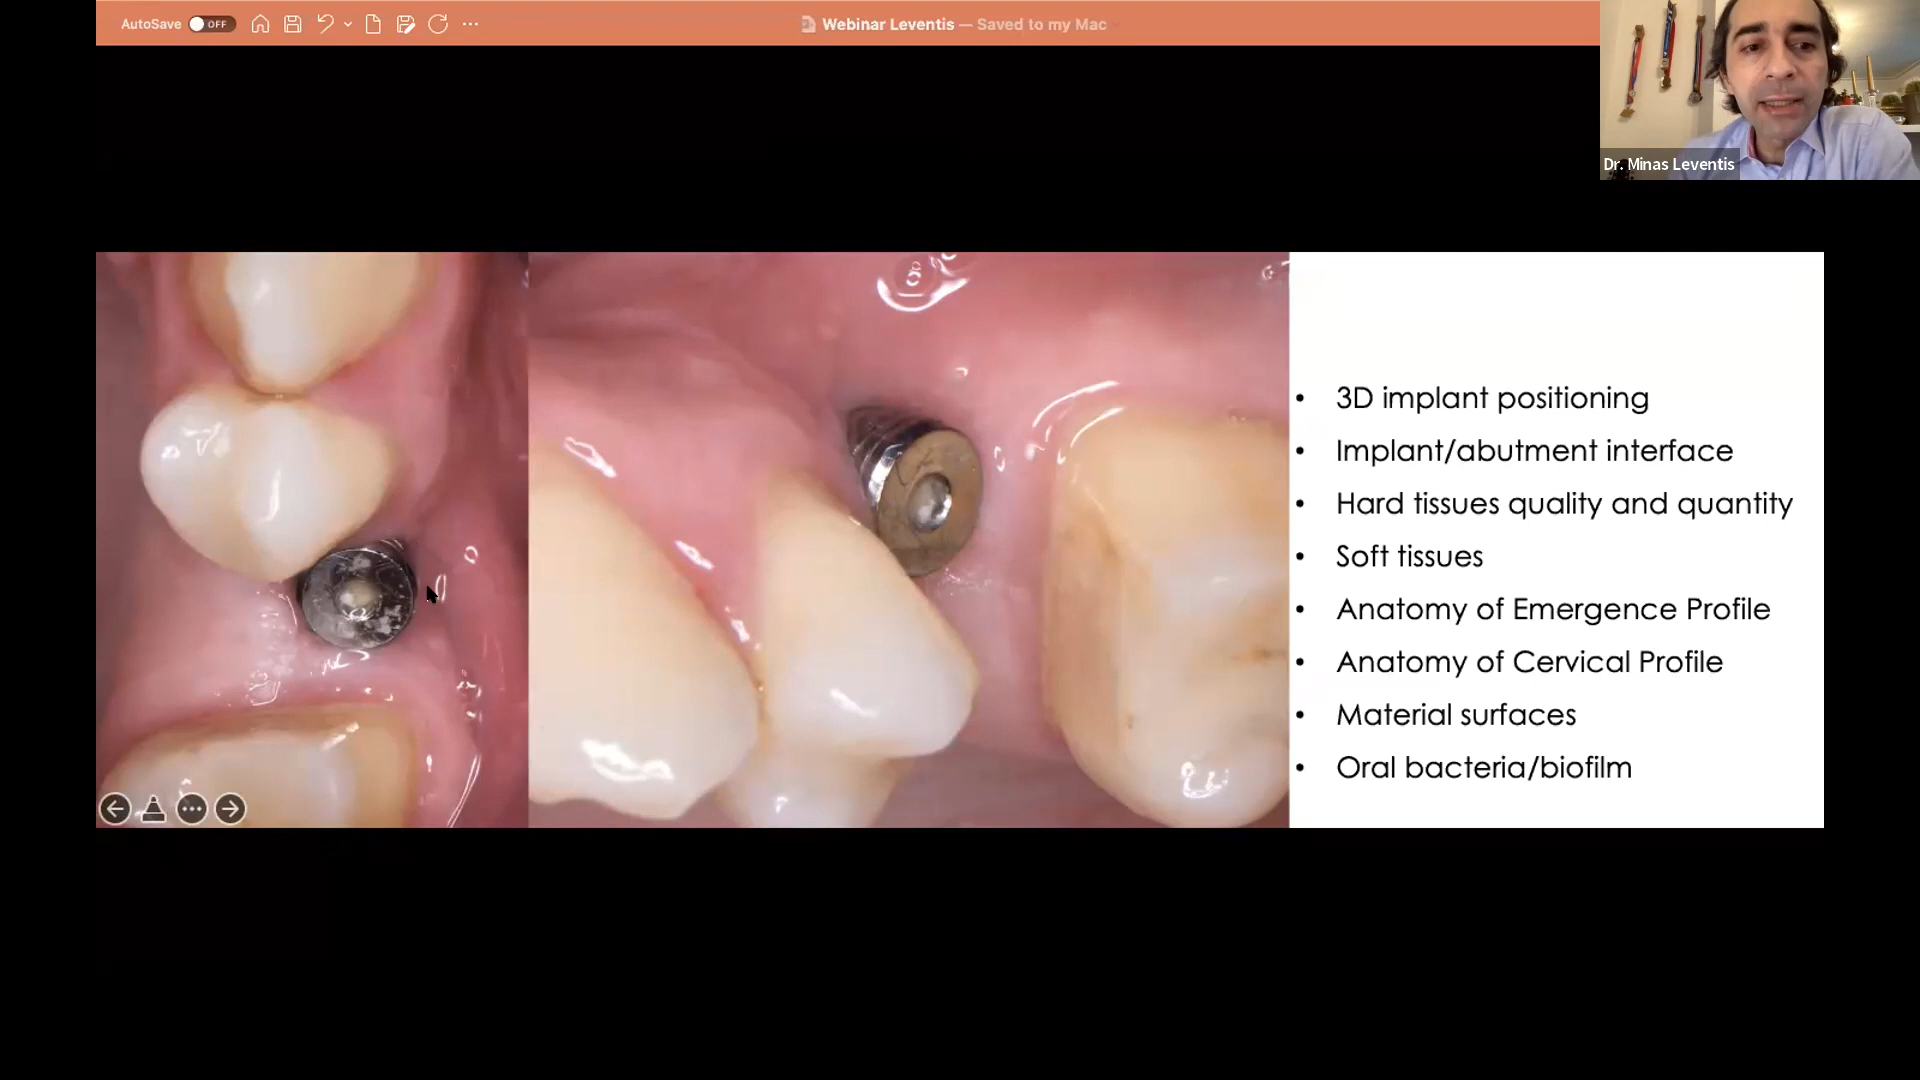 AutoSave OFF
Webinar Leventis — Saved to my Mac
Dr. Minas Leventis
• 3D implant positioning
• Implant/abutment interface
• Hard tissues quality and quantity
• Soft tissues
• Anatomy of Emergence Profile
• Anatomy of Cervical Profile
• Material surfaces
• Oral bacteria/biofilm